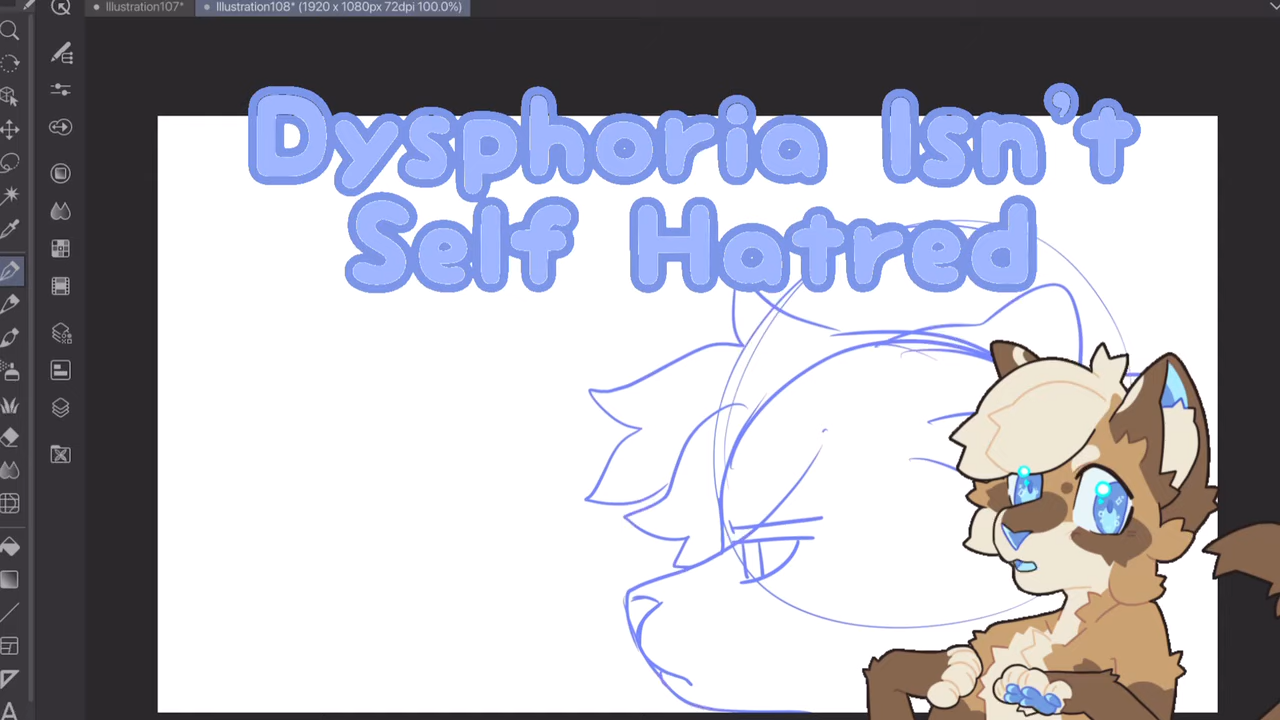 Illustration107*
Illustration108* (1920 x 1080px 72dpi 100.0%)
Dysphoria Isn't
Self Hatred